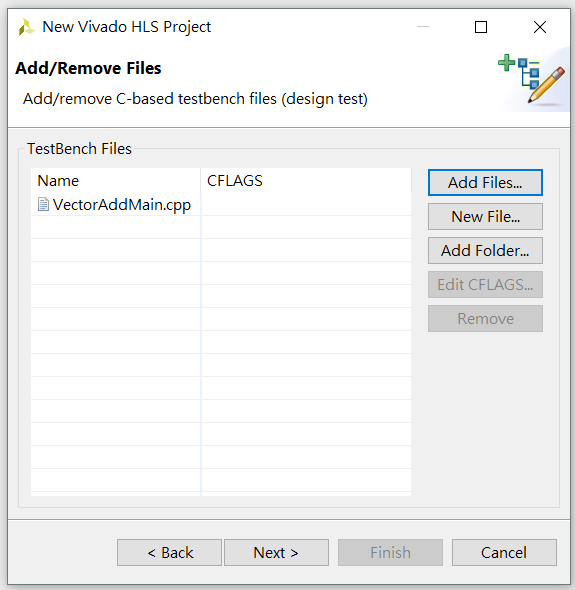 New Vivado HLS Project
Add/Remove Files
Add/remove C-based testbench files (design test)
TestBench Files
Name CFLAGS
VectorAddMain.cpp
Add Files...
New File...
Add Folder...
Edit CFLAGS...
Remove
< Back Next > Finish Cancel